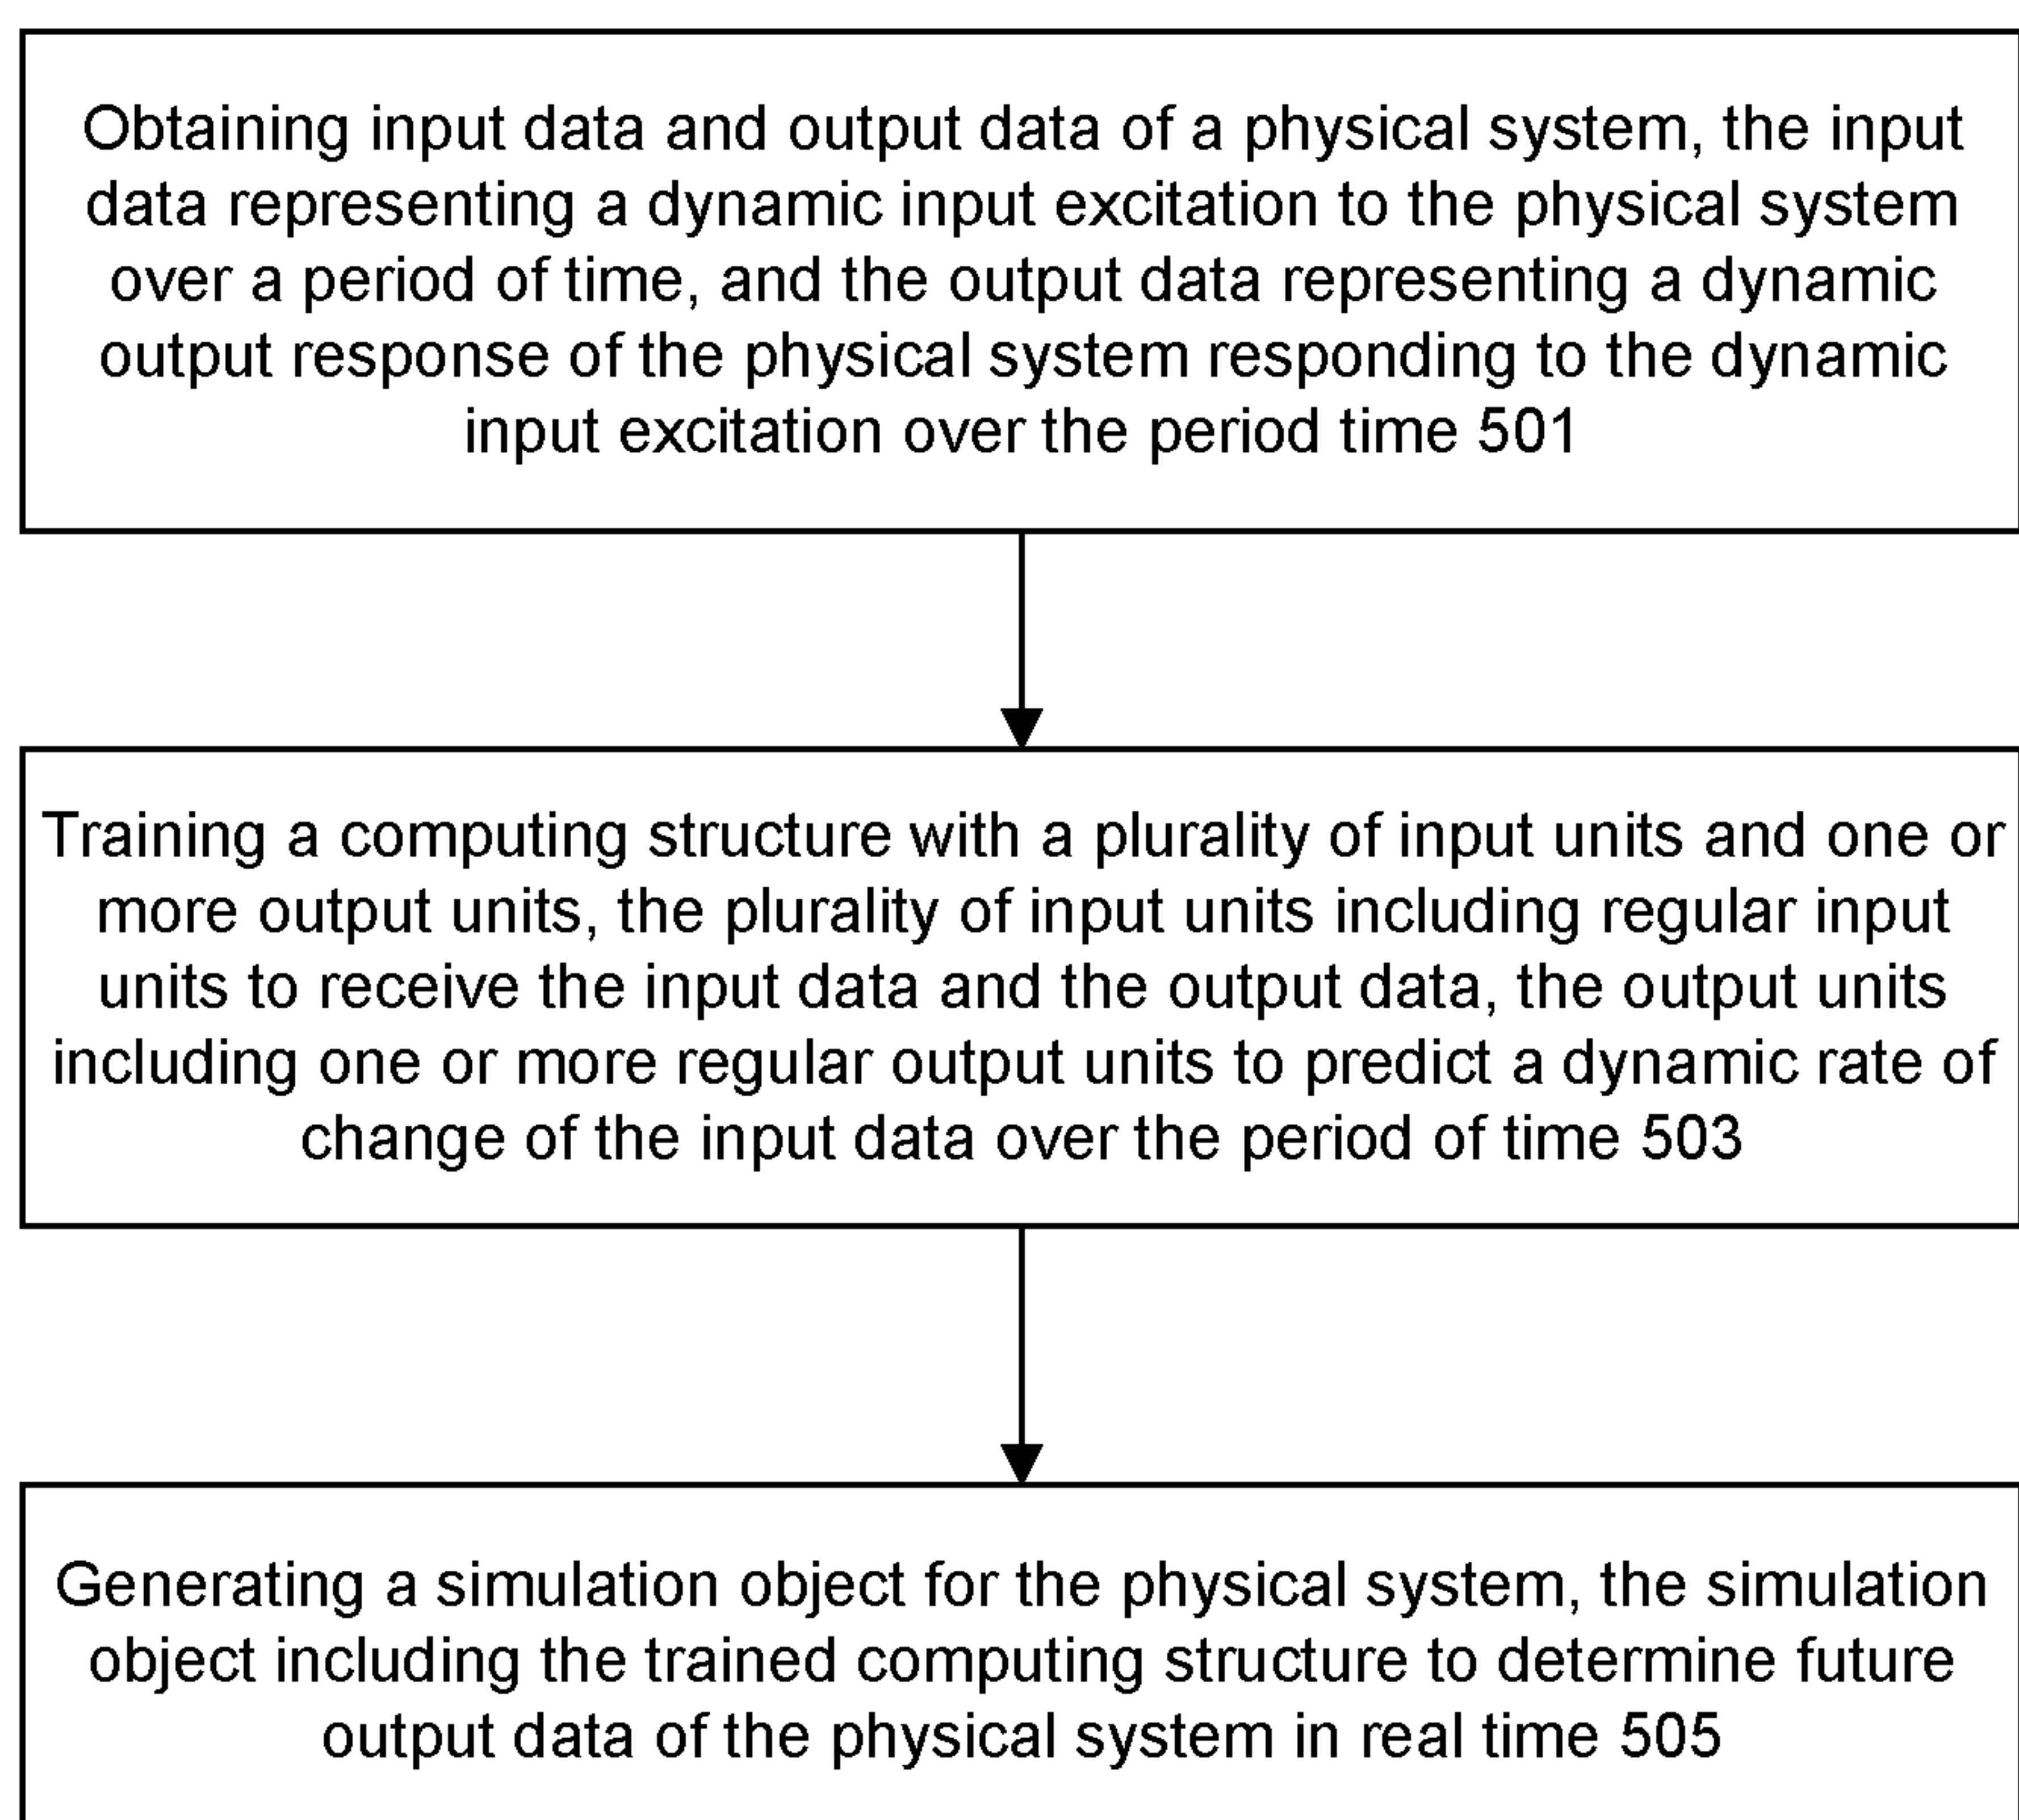 Obtaining input data and output data of a physical system, the input
data representing a dynamic input excitation to the physical system
over a period of time, and the output data representing a dynamic
output response of the physical system responding to the dynamic
input excitation over the period time 501
Training a computing structure with a plurality of input units and one or
more output units, the plurality of input units including regular input
units to receive the input data and the output data, the output units
including one or more regular output units to predict a dynamic rate of
change of the input data over the period of time 503
Generating a simulation object for the physical system, the simulation
object including the trained computing structure to determine future
output data of the physical system in real time 505